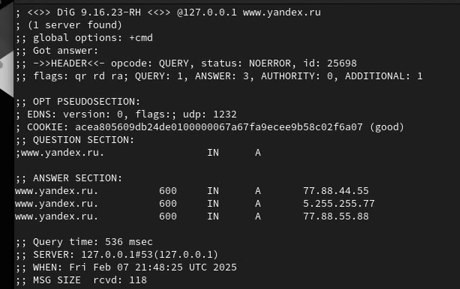 ; <<>> DiG 9.16.23-RH <<>> @127.0.0.1 www.yandex.ru
; (1 server found)
;; global options: +cmd
;; Got answer:
;; ->>HEADER<<- opcode: QUERY, status: NOERROR, id: 25698
;; flags: qr rd ra; QUERY: 1, ANSWER: 3, AUTHORITY: 0, ADDITIONAL: 1

;; OPT PSEUDOSECTION:
; EDNS: version: 0, flags:; udp: 1232
; COOKIE: acea805609db24de0100000067a67fa9ecee9b58c02f6a07 (good)
;; QUESTION SECTION:
;www.yandex.ru. IN A

;; ANSWER SECTION:
www.yandex.ru. 600 IN A 77.88.44.55
www.yandex.ru. 600 IN A 5.255.255.77
www.yandex.ru. 600 IN A 77.88.55.88

;; Query time: 536 msec
;; SERVER: 127.0.0.1#53(127.0.0.1)
;; WHEN: Fri Feb 07 21:48:25 UTC 2025
;; MSG SIZE rcvd: 118